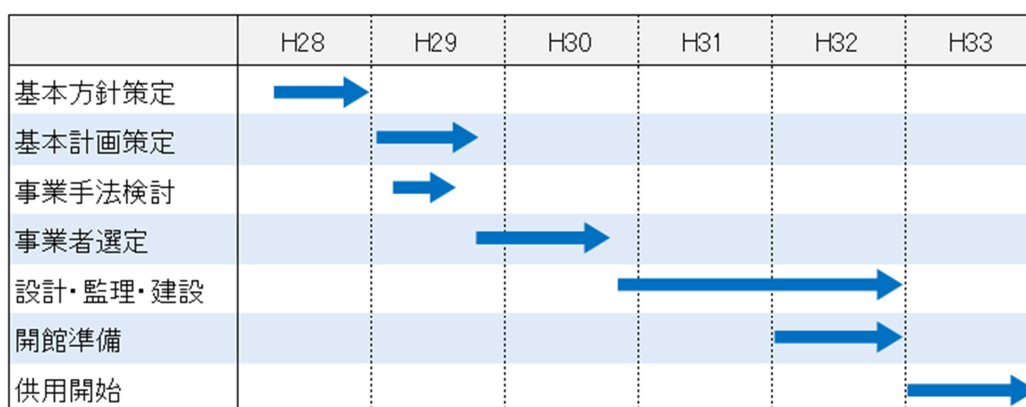 H28 H29 H30 H31 H32 H33
基本方針策定
基本計画策定
事業手法検討
事業者選定
設計・監理・建設
開館準備
供用開始